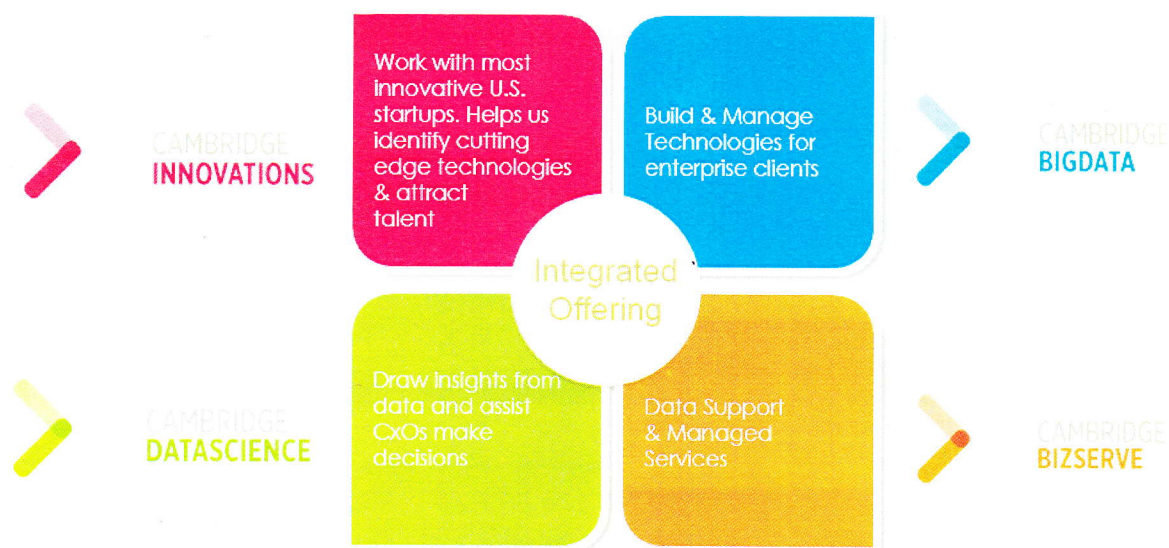 CAMBRIDGE
INNOVATIONS
Work with most
innovative U.S.
startups. Helps us
identify cutting
edge technologies
& attract
talent
Build & Manage
Technologies for
enterprise clients
CAMBRIDGE
BIGDATA
Integrated
Offering
CAMBRIDGE
DATASCIENCE
Draw insights from
data and assist
CxOs make
decisions
Data Support
& Managed
Services
CAMBRIDGE
BIZSERVE